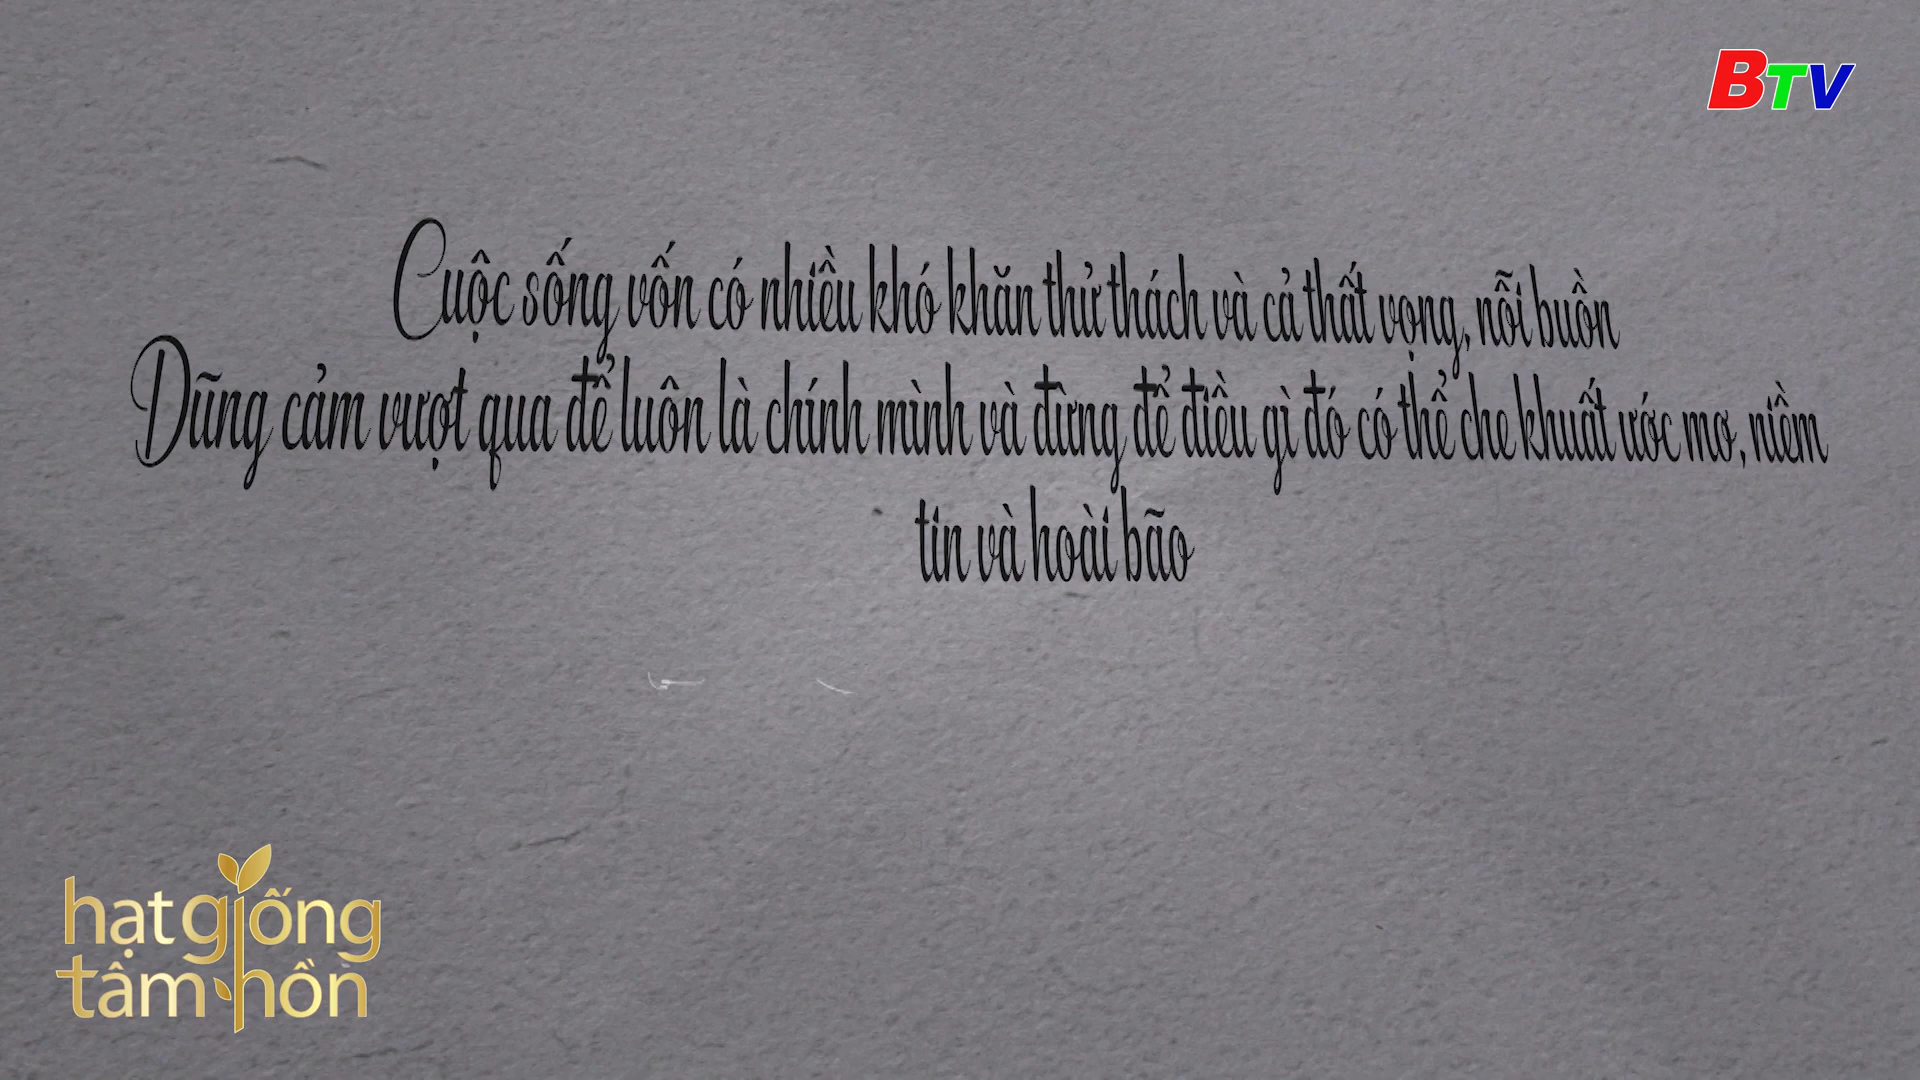 BTV
Cuộc sống vốn có nhiều khó khăn thử thách và cả thất vọng, nỗi buồn
Dũng cảm vượt qua để luôn là chính mình và đừng để điều gì đó có thể che khuất ước mơ, niềm
tin và hoài bão
hạt giống
tâm hồn